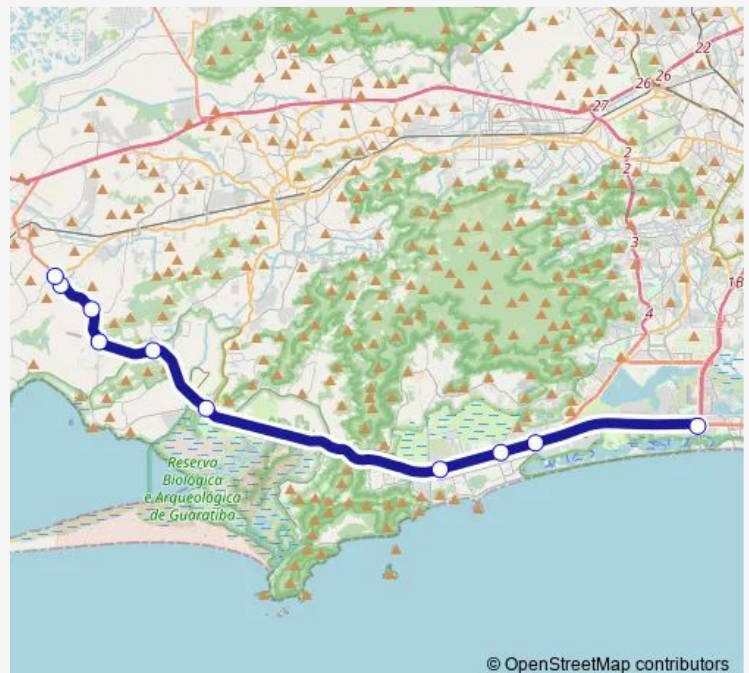 22
26
26
27
2
2
3
16
4
Reserva
Biológica
e Arqueológica
de Guaratiba
© OpenStreetMap contributors